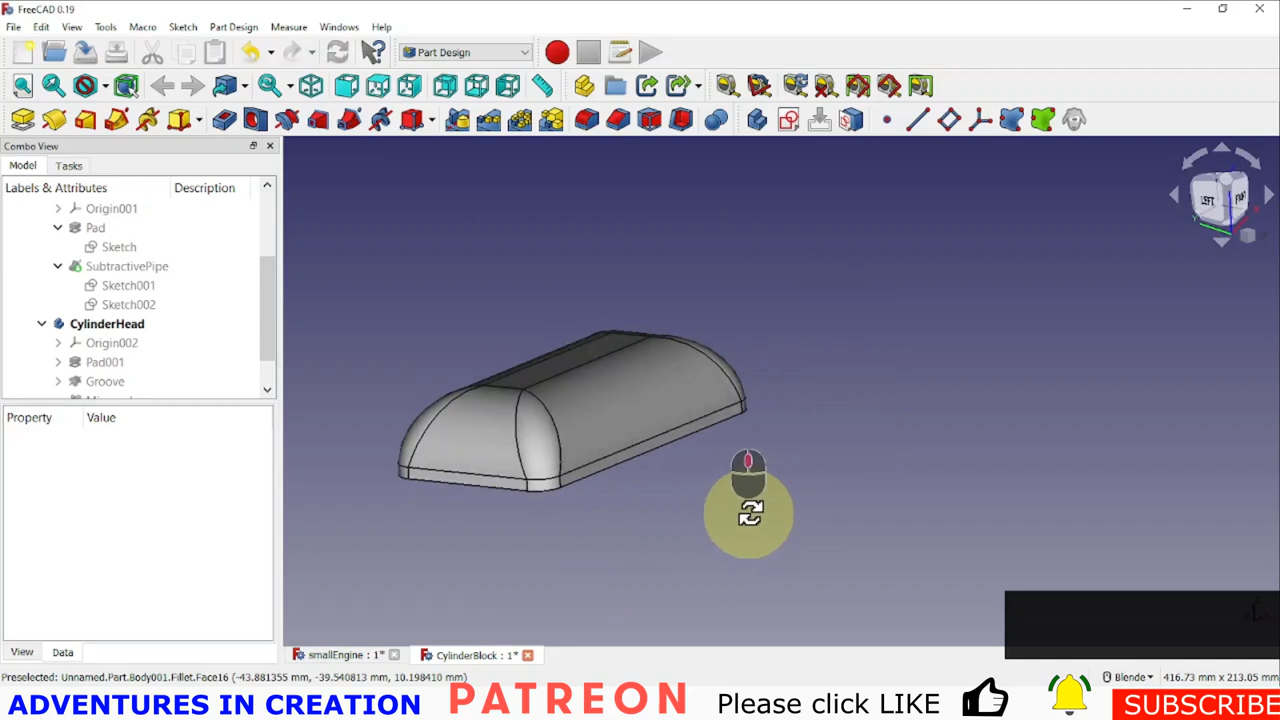 FreeCAD 0.19
File Edit View Tools Macro Sketch Part Design Measure Windows Help
Part Design
Combo View
Model Tasks
Labels & Attributes Description
Origin001
Pad
Sketch
SubtractivePipe
Sketch001
Sketch002
CylinderHead
Origin002
Pad001
Groove
Property Value
LEFT
View Data
smallEngine : 1*
CylinderBlock : 1*
Preselected: Unnamed.Part.Body001.Fillet.Face16 (-43.881355 mm, -39.540813 mm, 10.198410 mm)
Blende
416.73 mm x 213.05 mm
ADVENTURES IN CREATION PATREON Please click LIKE SUBSCRIBE